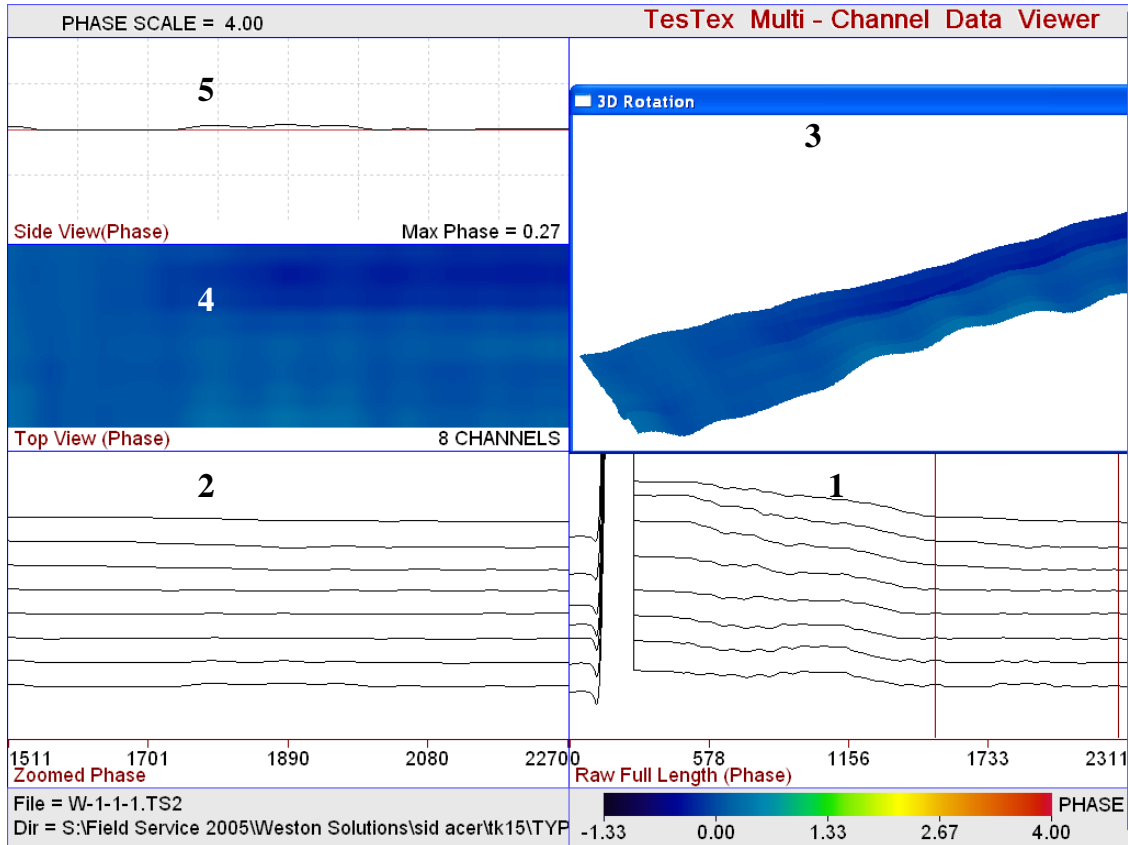 PHASE SCALE = 4.00
TesTex Multi - Channel Data Viewer
5
3D Rotation
3
Side View(Phase)
Max Phase = 0.27
4
Top View (Phase)
8 CHANNELS
2
1
1511 1701 1890 2080 2270
Zoomed Phase
0 578 1156 1733 2311
Raw Full Length (Phase)
File = W-1-1-1.TS2
Dir = S:\Field Service 2005\Weston Solutions\sid acer\tk15\TYP
PHASE
-1.33 0.00 1.33 2.67 4.00